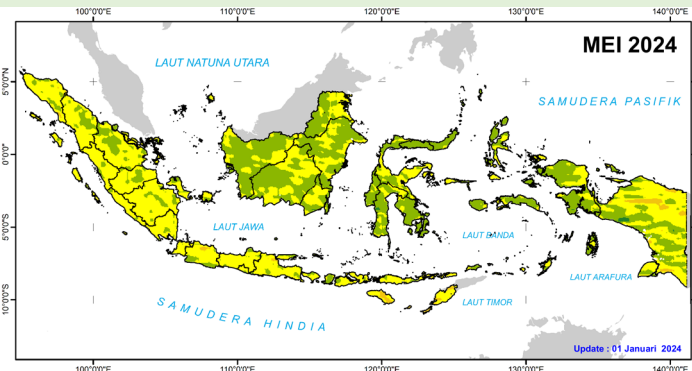 100°0'0"E 110°0'0"E 120°0'0"E 130°0'0"E 140°0'0"E
MEI 2024
LAUT NATUNA UTARA
5°0'0"N
SAMUDERA PASIFIK
0°0'0"
5°0'0"S
LAUT JAWA
LAUT BANDA
LAUT ARAFURA
10°0'0"S
SAMUDERA HINDIA
LAUT TIMOR
Update : 01 Januari 2024
100°0'0"E 110°0'0"E 120°0'0"E 130°0'0"E 140°0'0"E